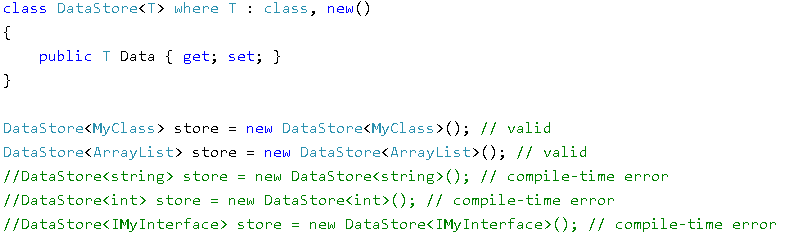 class DataStore<T> where T : class, new()
{
    public T Data { get; set; }
}

DataStore<MyClass> store = new DataStore<MyClass>(); // valid
DataStore<ArrayList> store = new DataStore<ArrayList>(); // valid
//DataStore<string> store = new DataStore<string>(); // compile-time error
//DataStore<int> store = new DataStore<int>(); // compile-time error
//DataStore<IMyInterface> store = new DataStore<IMyInterface>(); // compile-time error